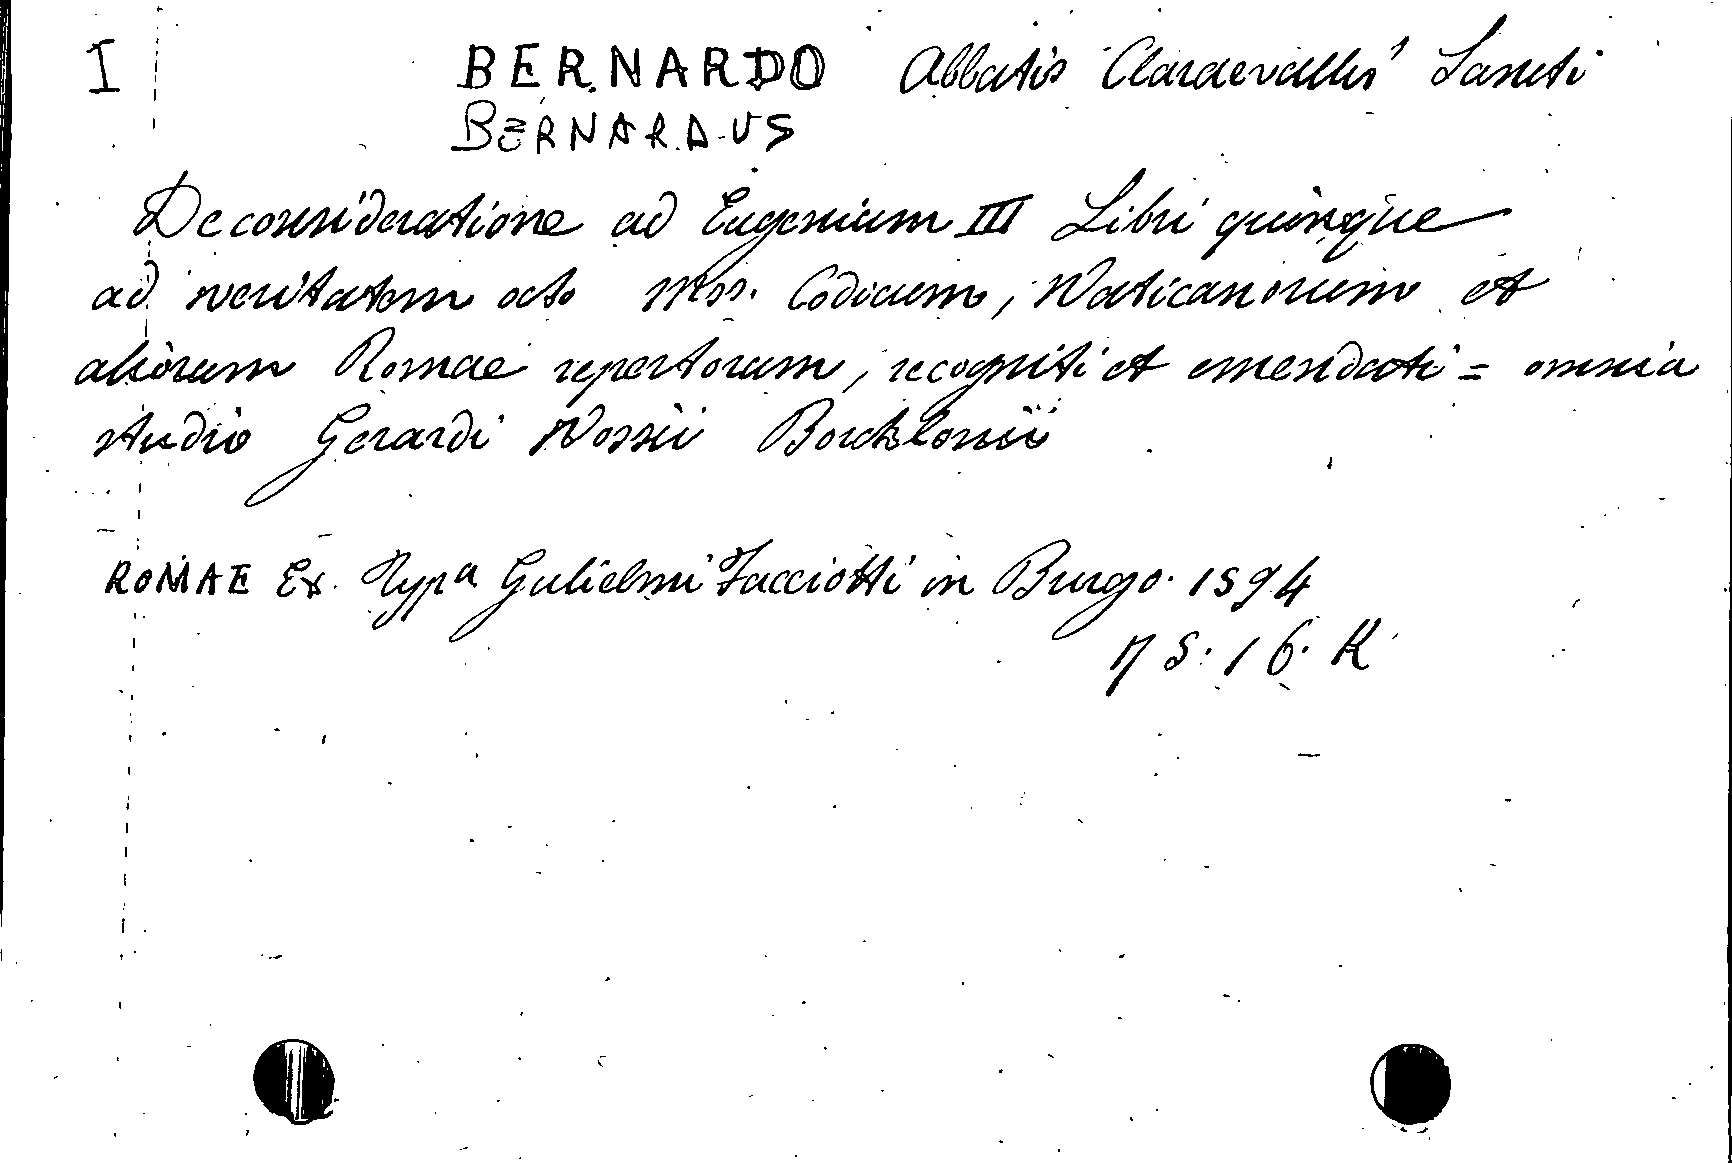 I BERNARDO Abbatis Claraevallis Sancti
BERNARDUS
De consideratione ad Eugenium III Libri quinque
ad veritatem octo Mss. Codicum, Vaticanorum et
aliorum Romae repertorum, recogniti et emendati = omnia
studio Gerardi Vossii Borchlonii
ROMAE Ex Typª Gulielmi Facciotti in Burgo. 1594
75. 16. K